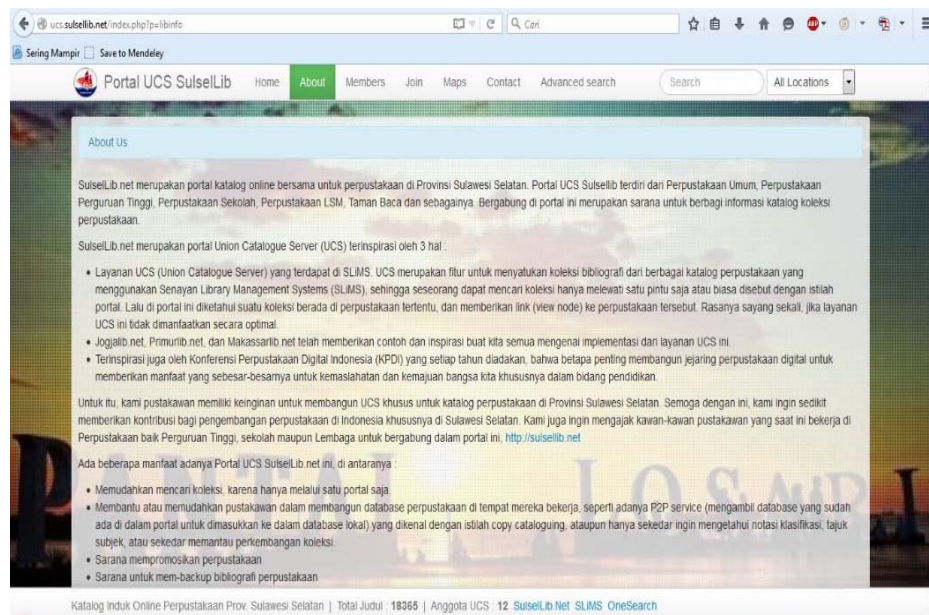 ucs.sulsellib.net/index.php?p=libinfo
Cari
Sering Mampir Save to Mendeley
Portal UCS SulselLib Home About Members Join Maps Contact Advanced search Search All Locations
About Us
SulselLib.net merupakan portal katalog online bersama untuk perpustakaan di Provinsi Sulawesi Selatan. Portal UCS Sulsellib terdiri dari Perpustakaan Umum, Perpustakaan
Perguruan Tinggi, Perpustakaan Sekolah, Perpustakaan LSM, Taman Baca dan sebagainya. Bergabung di portal ini merupakan sarana untuk berbagi informasi katalog koleksi
perpustakaan.
SulselLib.net merupakan portal Union Catalogue Server (UCS) terinspirasi oleh 3 hal :
• Layanan UCS (Union Catalogue Server) yang terdapat di SLiMS. UCS merupakan fitur untuk menyatukan koleksi bibliografi dari berbagai katalog perpustakaan yang
menggunakan Senayan Library Management Systems (SLiMS), sehingga seseorang dapat mencari koleksi hanya melewati satu pintu saja atau biasa disebut dengan istilah
portal. Lalu di portal ini diketahui suatu koleksi berada di perpustakaan tertentu, dan memberikan link (view node) ke perpustakaan tersebut. Rasanya sayang sekali, jika layanan
UCS ini tidak dimanfaatkan secara optimal.
• Jogjalib.net, Primurlib.net, dan Makassarlib.net telah memberikan contoh dan inspirasi buat kita semua mengenai implementasi dari layanan UCS ini.
• Terinspirasi juga oleh Konferensi Perpustakaan Digital Indonesia (KPDI) yang setiap tahun diadakan, bahwa betapa penting membangun jejaring perpustakaan digital untuk
memberikan manfaat yang sebesar-besarnya untuk kemaslahatan dan kemajuan bangsa kita khususnya dalam bidang pendidikan.
Untuk itu, kami pustakawan memiliki keinginan untuk membangun UCS khusus untuk katalog perpustakaan di Provinsi Sulawesi Selatan. Semoga dengan ini, kami ingin sedikit
memberikan kontribusi bagi pengembangan perpustakaan di Indonesia khususnya di Sulawesi Selatan. Kami juga ingin mengajak kawan-kawan pustakawan yang saat ini bekerja di
Perpustakaan baik Perguruan Tinggi, sekolah maupun Lembaga untuk bergabung dalam portal ini, http://sulsellib.net
Ada beberapa manfaat adanya Portal UCS SulselLib.net ini, di antaranya :
• Memudahkan mencari koleksi, karena hanya melalui satu portal saja.
• Membantu atau memudahkan pustakawan dalam membangun database perpustakaan di tempat mereka bekerja, seperti adanya P2P service (mengambil database yang sudah
ada di dalam portal untuk dimasukkan ke dalam database lokal) yang dikenal dengan istilah copy cataloguing, ataupun hanya sekedar ingin mengetahui notasi klasifikasi, tajuk
subjek, atau sekedar memantau perkembangan koleksi.
• Sarana mempromosikan perpustakaan
• Sarana untuk mem-backup bibliografi perpustakaan
PANTAI LOSARI
Katalog Induk Online Perpustakaan Prov. Sulawesi Selatan | Total Judul : 18365 | Anggota UCS : 12 SulselLib.Net SLiMS OneSearch